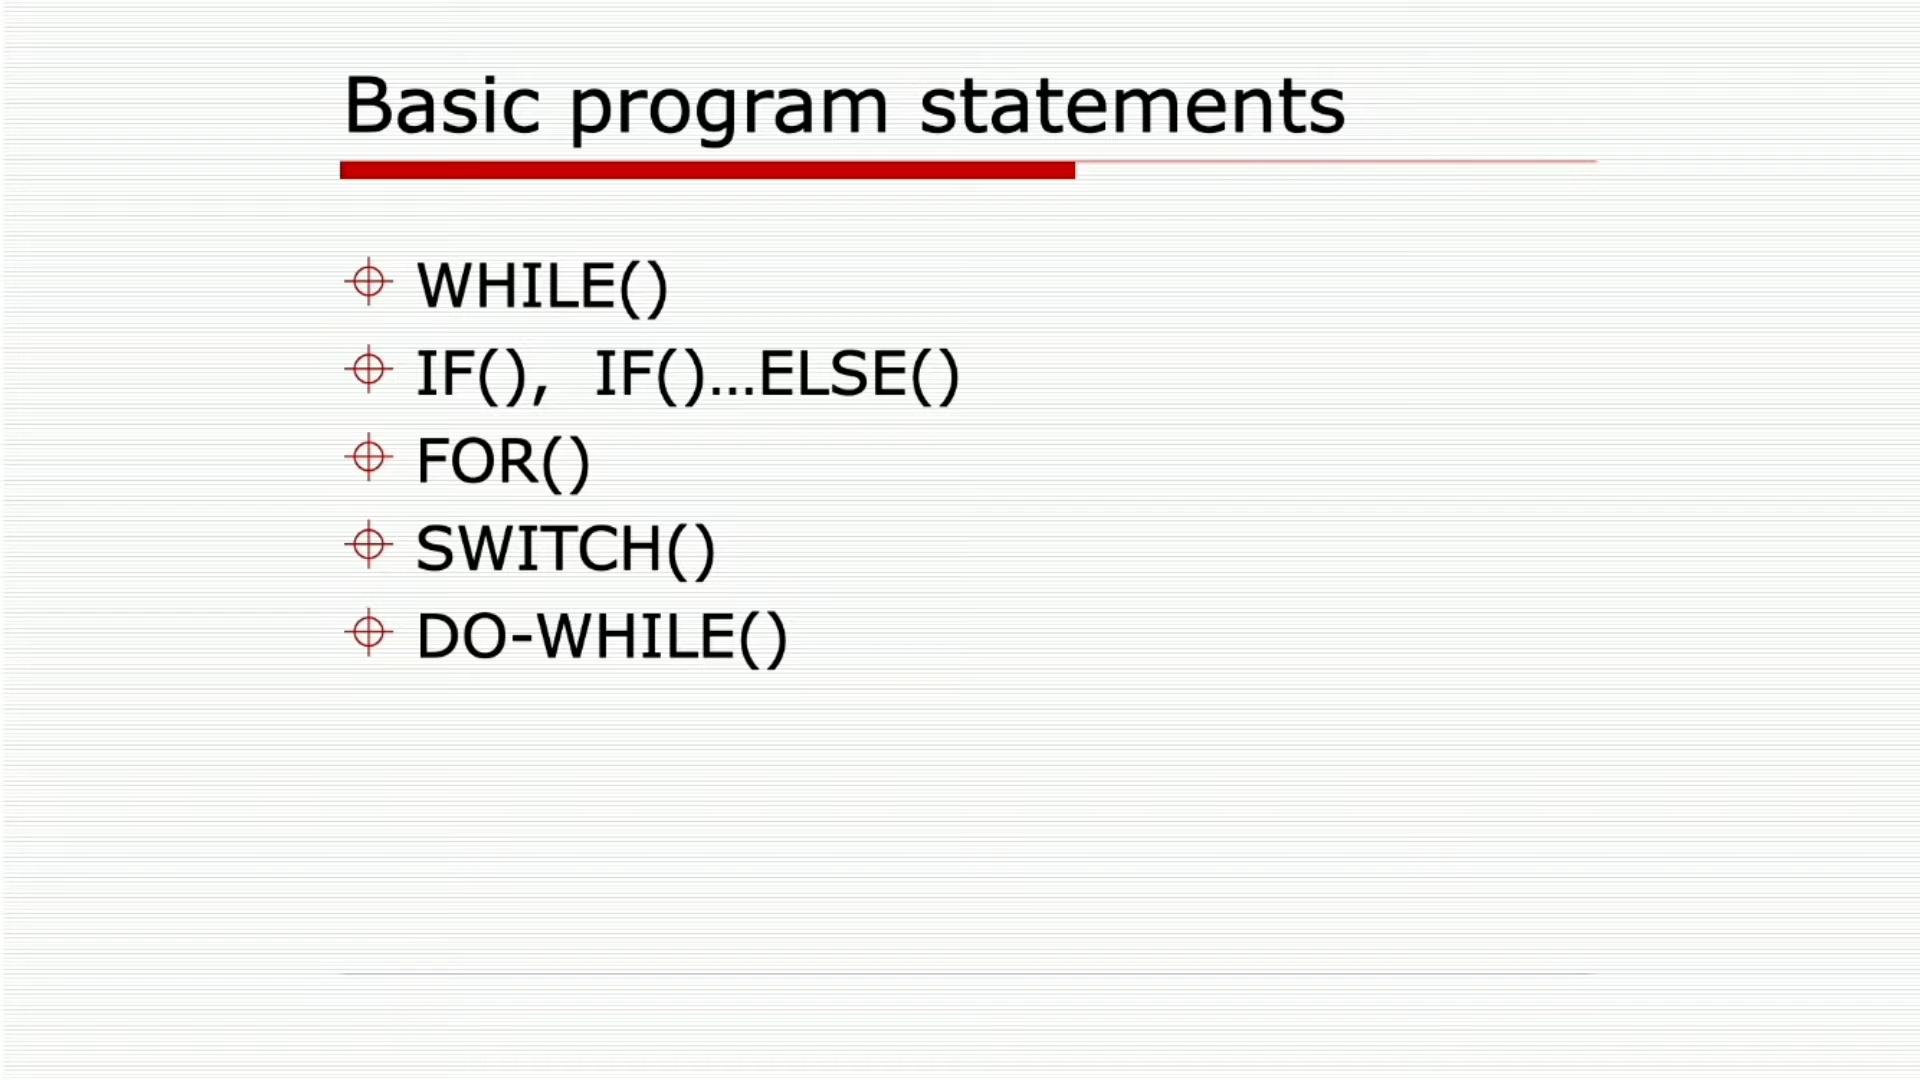 Basic program statements
WHILE()
IF(), IF()...ELSE()
FOR()
SWITCH()
DO-WHILE()